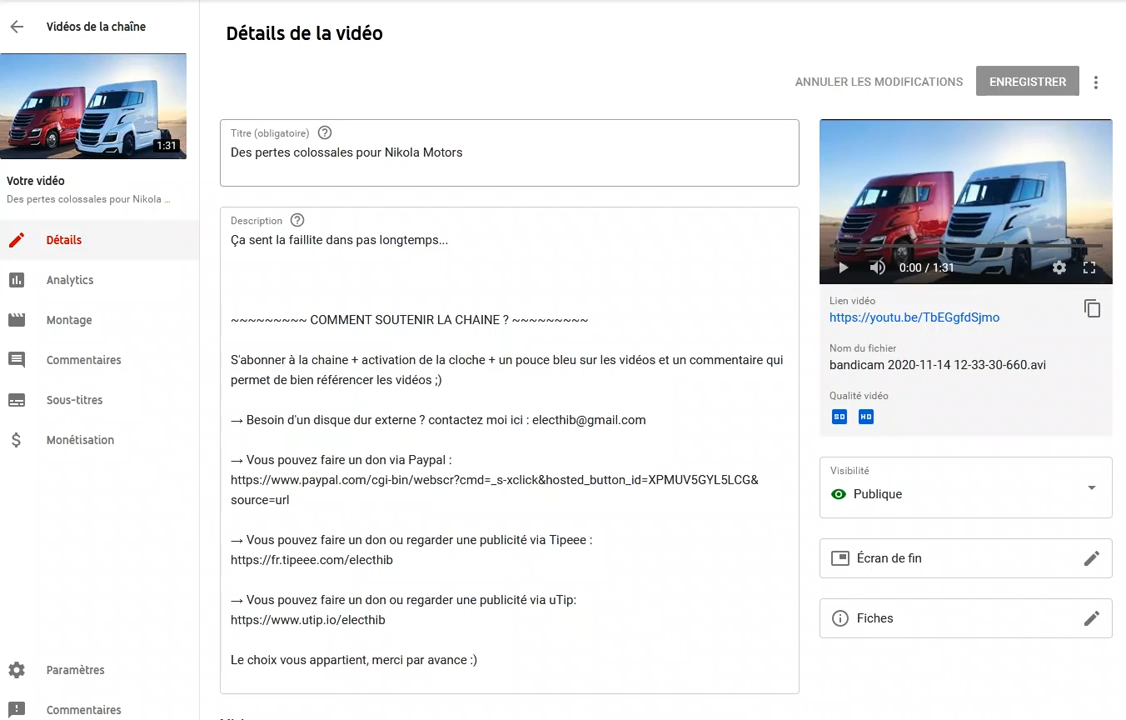 Vidéos de la chaîne
1:31
Votre vidéo
Des pertes colossales pour Nikola ...
Détails
Analytics
Montage
Commentaires
Sous-titres
Monétisation
Paramètres
Commentaires
Détails de la vidéo
ANNULER LES MODIFICATIONS
ENREGISTRER
Titre (obligatoire)
Des pertes colossales pour Nikola Motors
Description
Ça sent la faillite dans pas longtemps...
~~~~~~~~~ COMMENT SOUTENIR LA CHAINE ? ~~~~~~~~~
S'abonner à la chaine + activation de la cloche + un pouce bleu sur les vidéos et un commentaire qui
permet de bien référencer les vidéos ;)
→ Besoin d'un disque dur externe ? contactez moi ici : electhib@gmail.com
→ Vous pouvez faire un don via Paypal :
https://www.paypal.com/cgi-bin/webscr?cmd=_s-xclick&hosted_button_id=XPMUV5GYL5LCG&
source=url
→ Vous pouvez faire un don ou regarder une publicité via Tipeee :
https://fr.tipeee.com/electhib
→ Vous pouvez faire un don ou regarder une publicité via uTip:
https://www.utip.io/electhib
Le choix vous appartient, merci par avance :)
0:00 / 1:31
Lien vidéo
https://youtu.be/TbEGgfdSjmo
Nom du fichier
bandicam 2020-11-14 12-33-30-660.avi
Qualité vidéo
SD HD
Visibilité
Publique
Écran de fin
Fiches